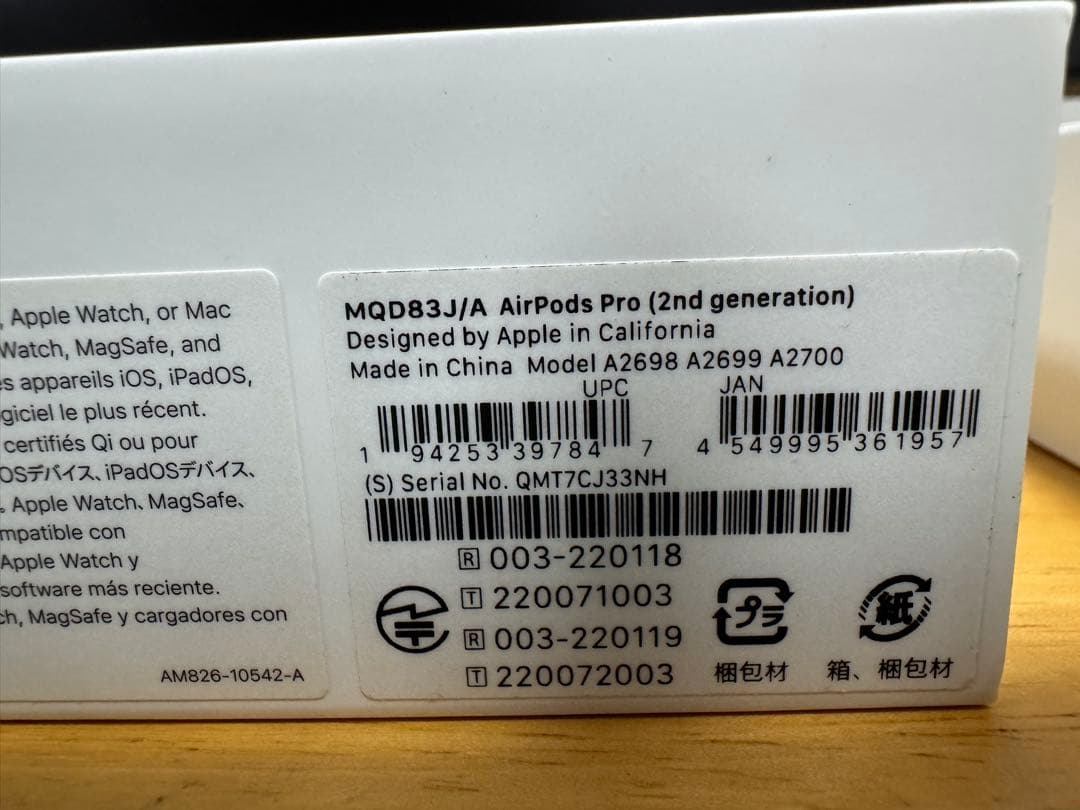 , Apple Watch, or Mac
Watch, MagSafe, and
es appareils iOS, iPadOS,
giciel le plus récent.
certifiés Qi ou pour
OSデバイス、iPadOSデバイス、
。Apple Watch、MagSafe、
mpatible con
Apple Watch y
software más reciente.
ch, MagSafe y cargadores con
AM826-10542-A
MQD83J/A AirPods Pro (2nd generation)
Designed by Apple in California
Made in China Model A2698 A2699 A2700
UPC JAN
1 94253 39784 7 4 549995 361957
(S) Serial No. QMT7CJ33NH
R 003-220118
T 220071003
R 003-220119
T 220072003
プラ 紙
梱包材 箱、梱包材